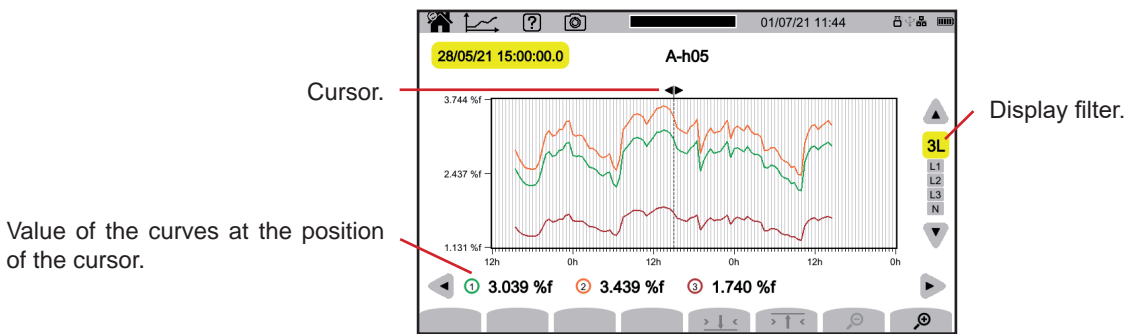 01/07/21 11:44
28/05/21 15:00:00.0
A-h05
Cursor.
3.744 %f
Display filter.
3L
L1
L2
L3
N
2.437 %f
Value of the curves at the position
of the cursor.
1.131 %f
12h 0h 12h 0h 12h 0h
1 3.039 %f 2 3.439 %f 3 1.740 %f